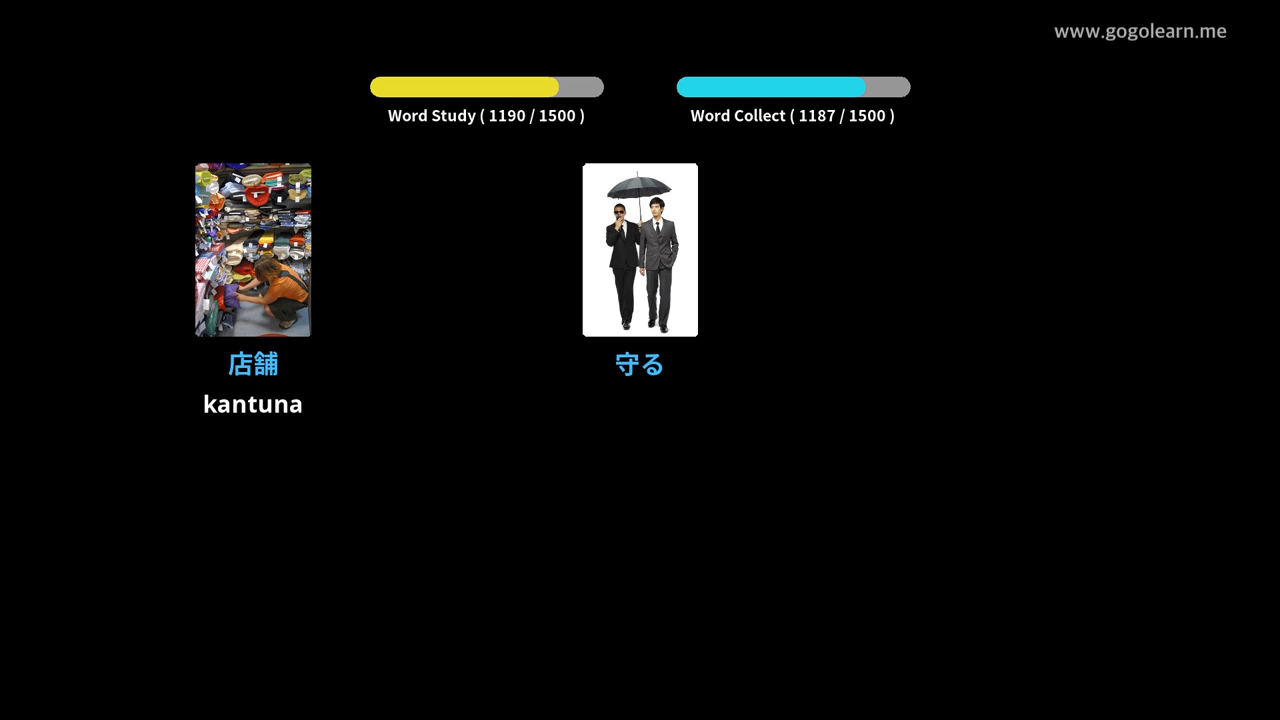 www.gogolearn.me
Word Study ( 1190 / 1500 )
Word Collect ( 1187 / 1500 )
店舗
守る
kantuna